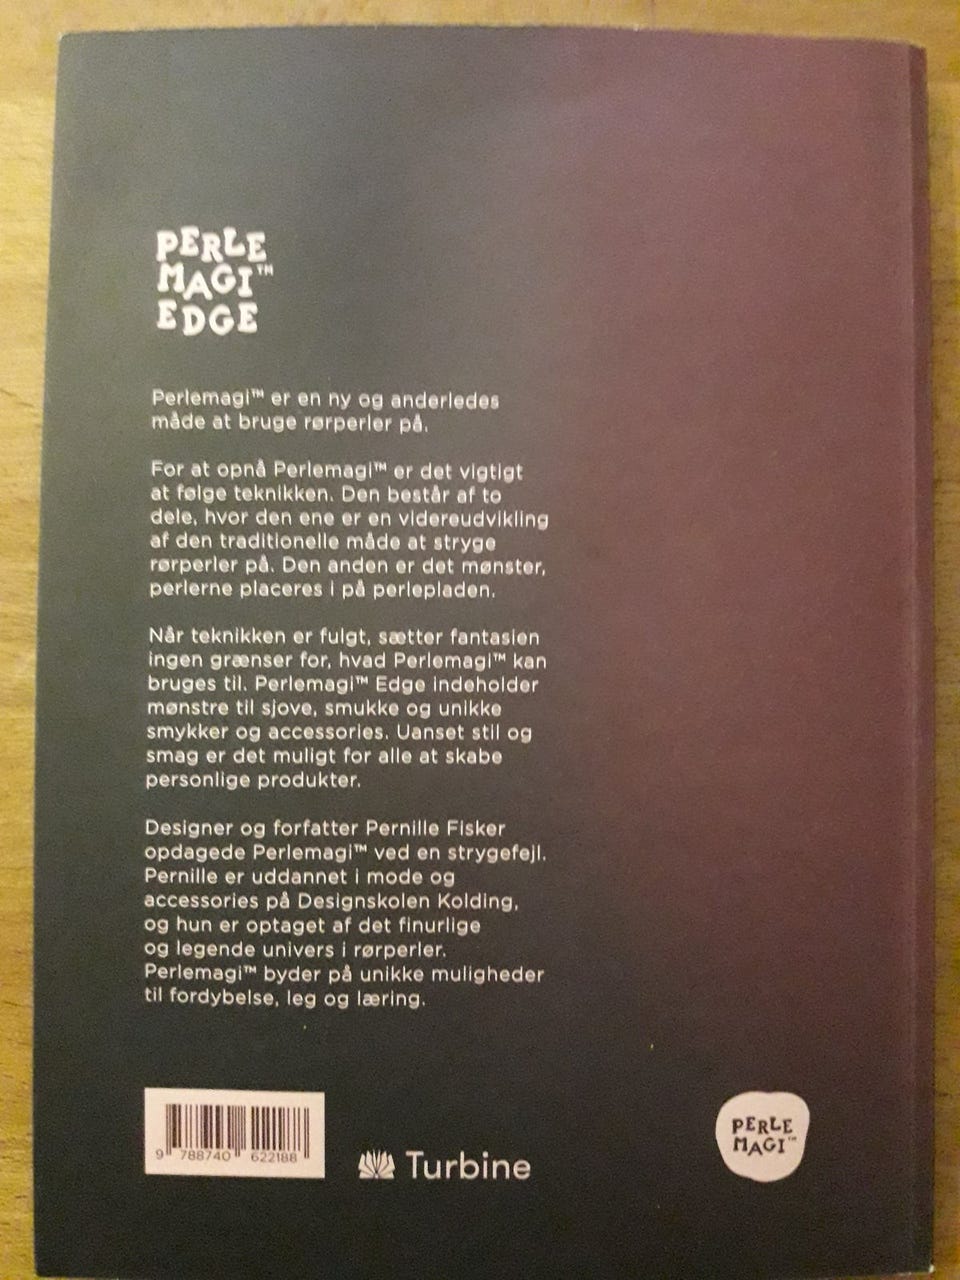 PERLE
MAGI™
EDGE
Perlemagi™ er en ny og anderledes
måde at bruge rørperler på.
For at opnå Perlemagi™ er det vigtigt
at følge teknikken. Den består af to
dele, hvor den ene er en videreudvikling
af den traditionelle måde at stryge
rørperler på. Den anden er det mønster,
perlerne placeres i på perlepladen.
Når teknikken er fulgt, sætter fantasien
ingen grænser for, hvad Perlemagi™ kan
bruges til. Perlemagi™ Edge indeholder
mønstre til sjove, smukke og unikke
smykker og accessories. Uanset stil og
smag er det muligt for alle at skabe
personlige produkter.
Designer og forfatter Pernille Fisker
opdagede Perlemagi™ ved en strygefejl.
Pernille er uddannet i mode og
accessories på Designskolen Kolding,
og hun er optaget af det finurlige
og legende univers i rørperler.
Perlemagi™ byder på unikke muligheder
til fordybelse, leg og læring.
9 788740 622188
Turbine
PERLE
MAGI™